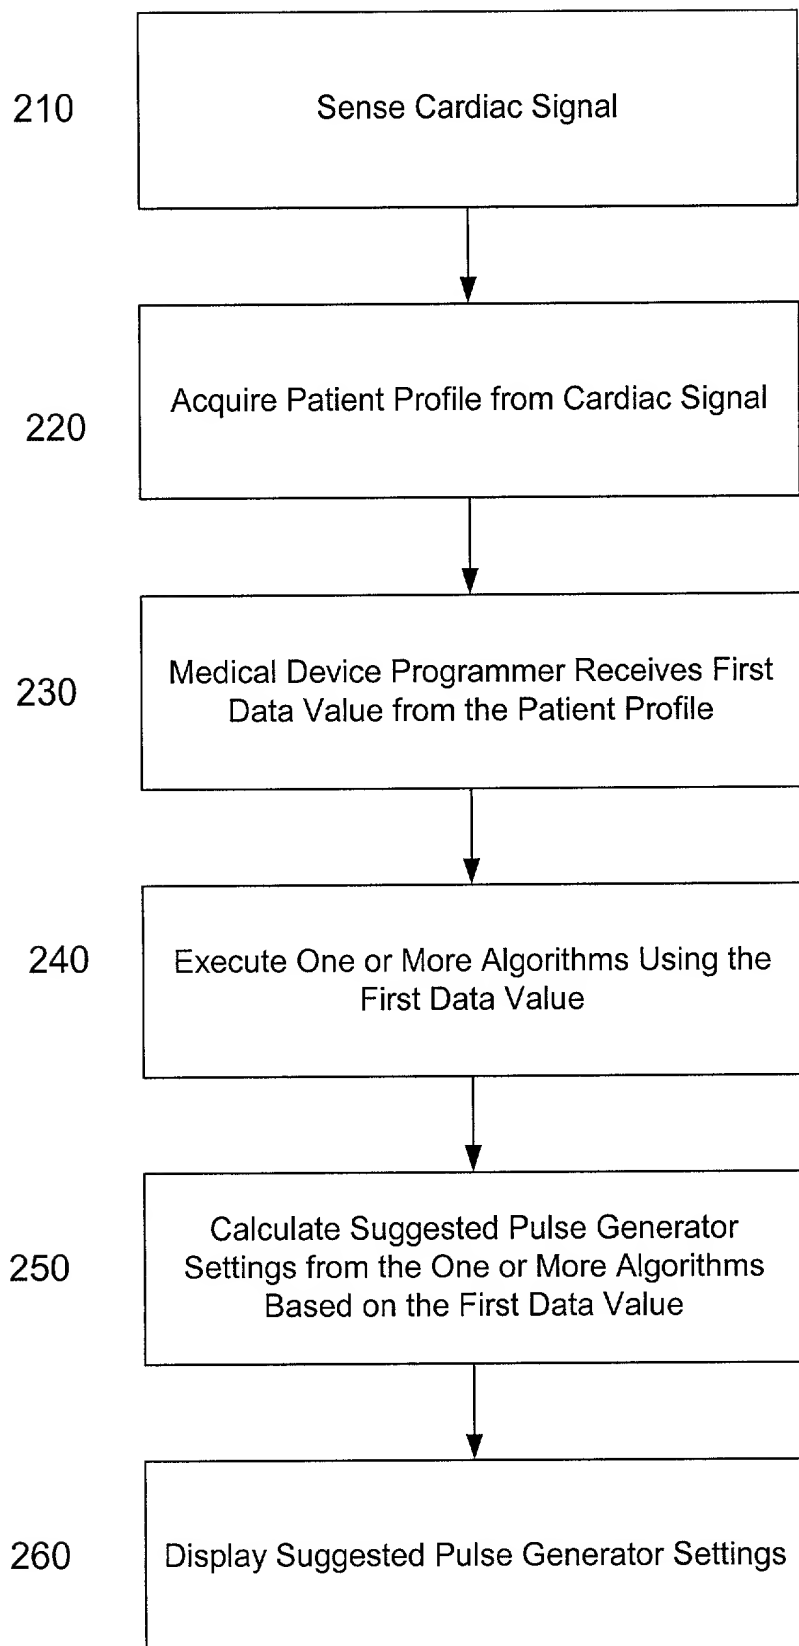 210
Sense Cardiac Signal
220
Acquire Patient Profile from Cardiac Signal
230
Medical Device Programmer Receives First
Data Value from the Patient Profile
240
Execute One or More Algorithms Using the
First Data Value
250
Calculate Suggested Pulse Generator
Settings from the One or More Algorithms
Based on the First Data Value
260
Display Suggested Pulse Generator Settings